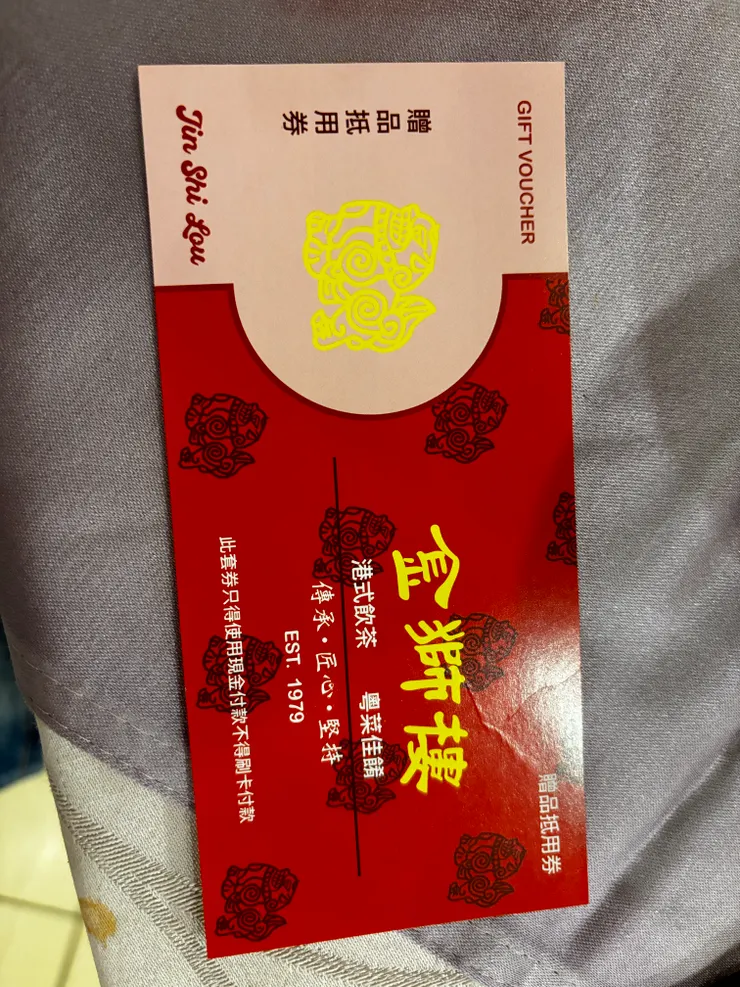 GIFT VOUCHER
贈品抵用券
Jin Shi Lou
贈品抵用券
金獅樓
港式飲茶 粵菜佳餚
傳承·匠心·堅持
EST. 1979
此套券只得使用現金付款不得刷卡付款